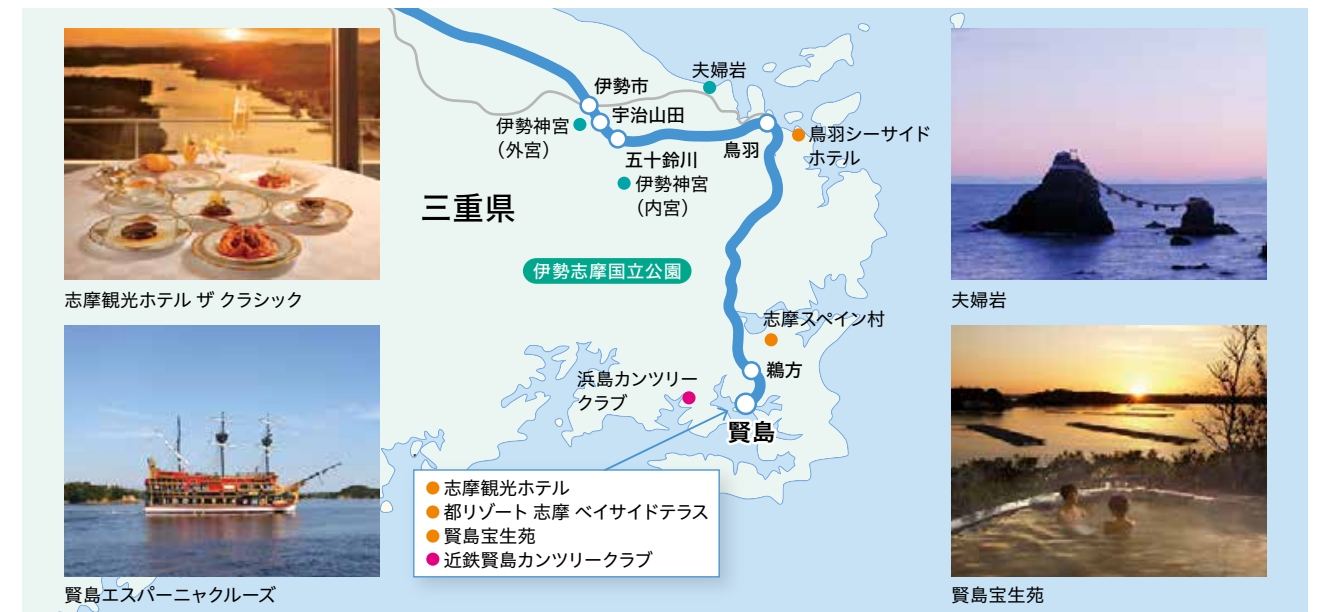 志摩観光ホテル ザ クラシック
賢島エスパーニャクルーズ
夫婦岩
伊勢市
宇治山田
伊勢神宮
（外宮）
五十鈴川
伊勢神宮
（内宮）
鳥羽
鳥羽シーサイド
ホテル
三重県
伊勢志摩国立公園
志摩スペイン村
鵜方
浜島カンツリー
クラブ
賢島
志摩観光ホテル
都リゾート 志摩 ベイサイドテラス
賢島宝生苑
近鉄賢島カンツリークラブ
夫婦岩
賢島宝生苑